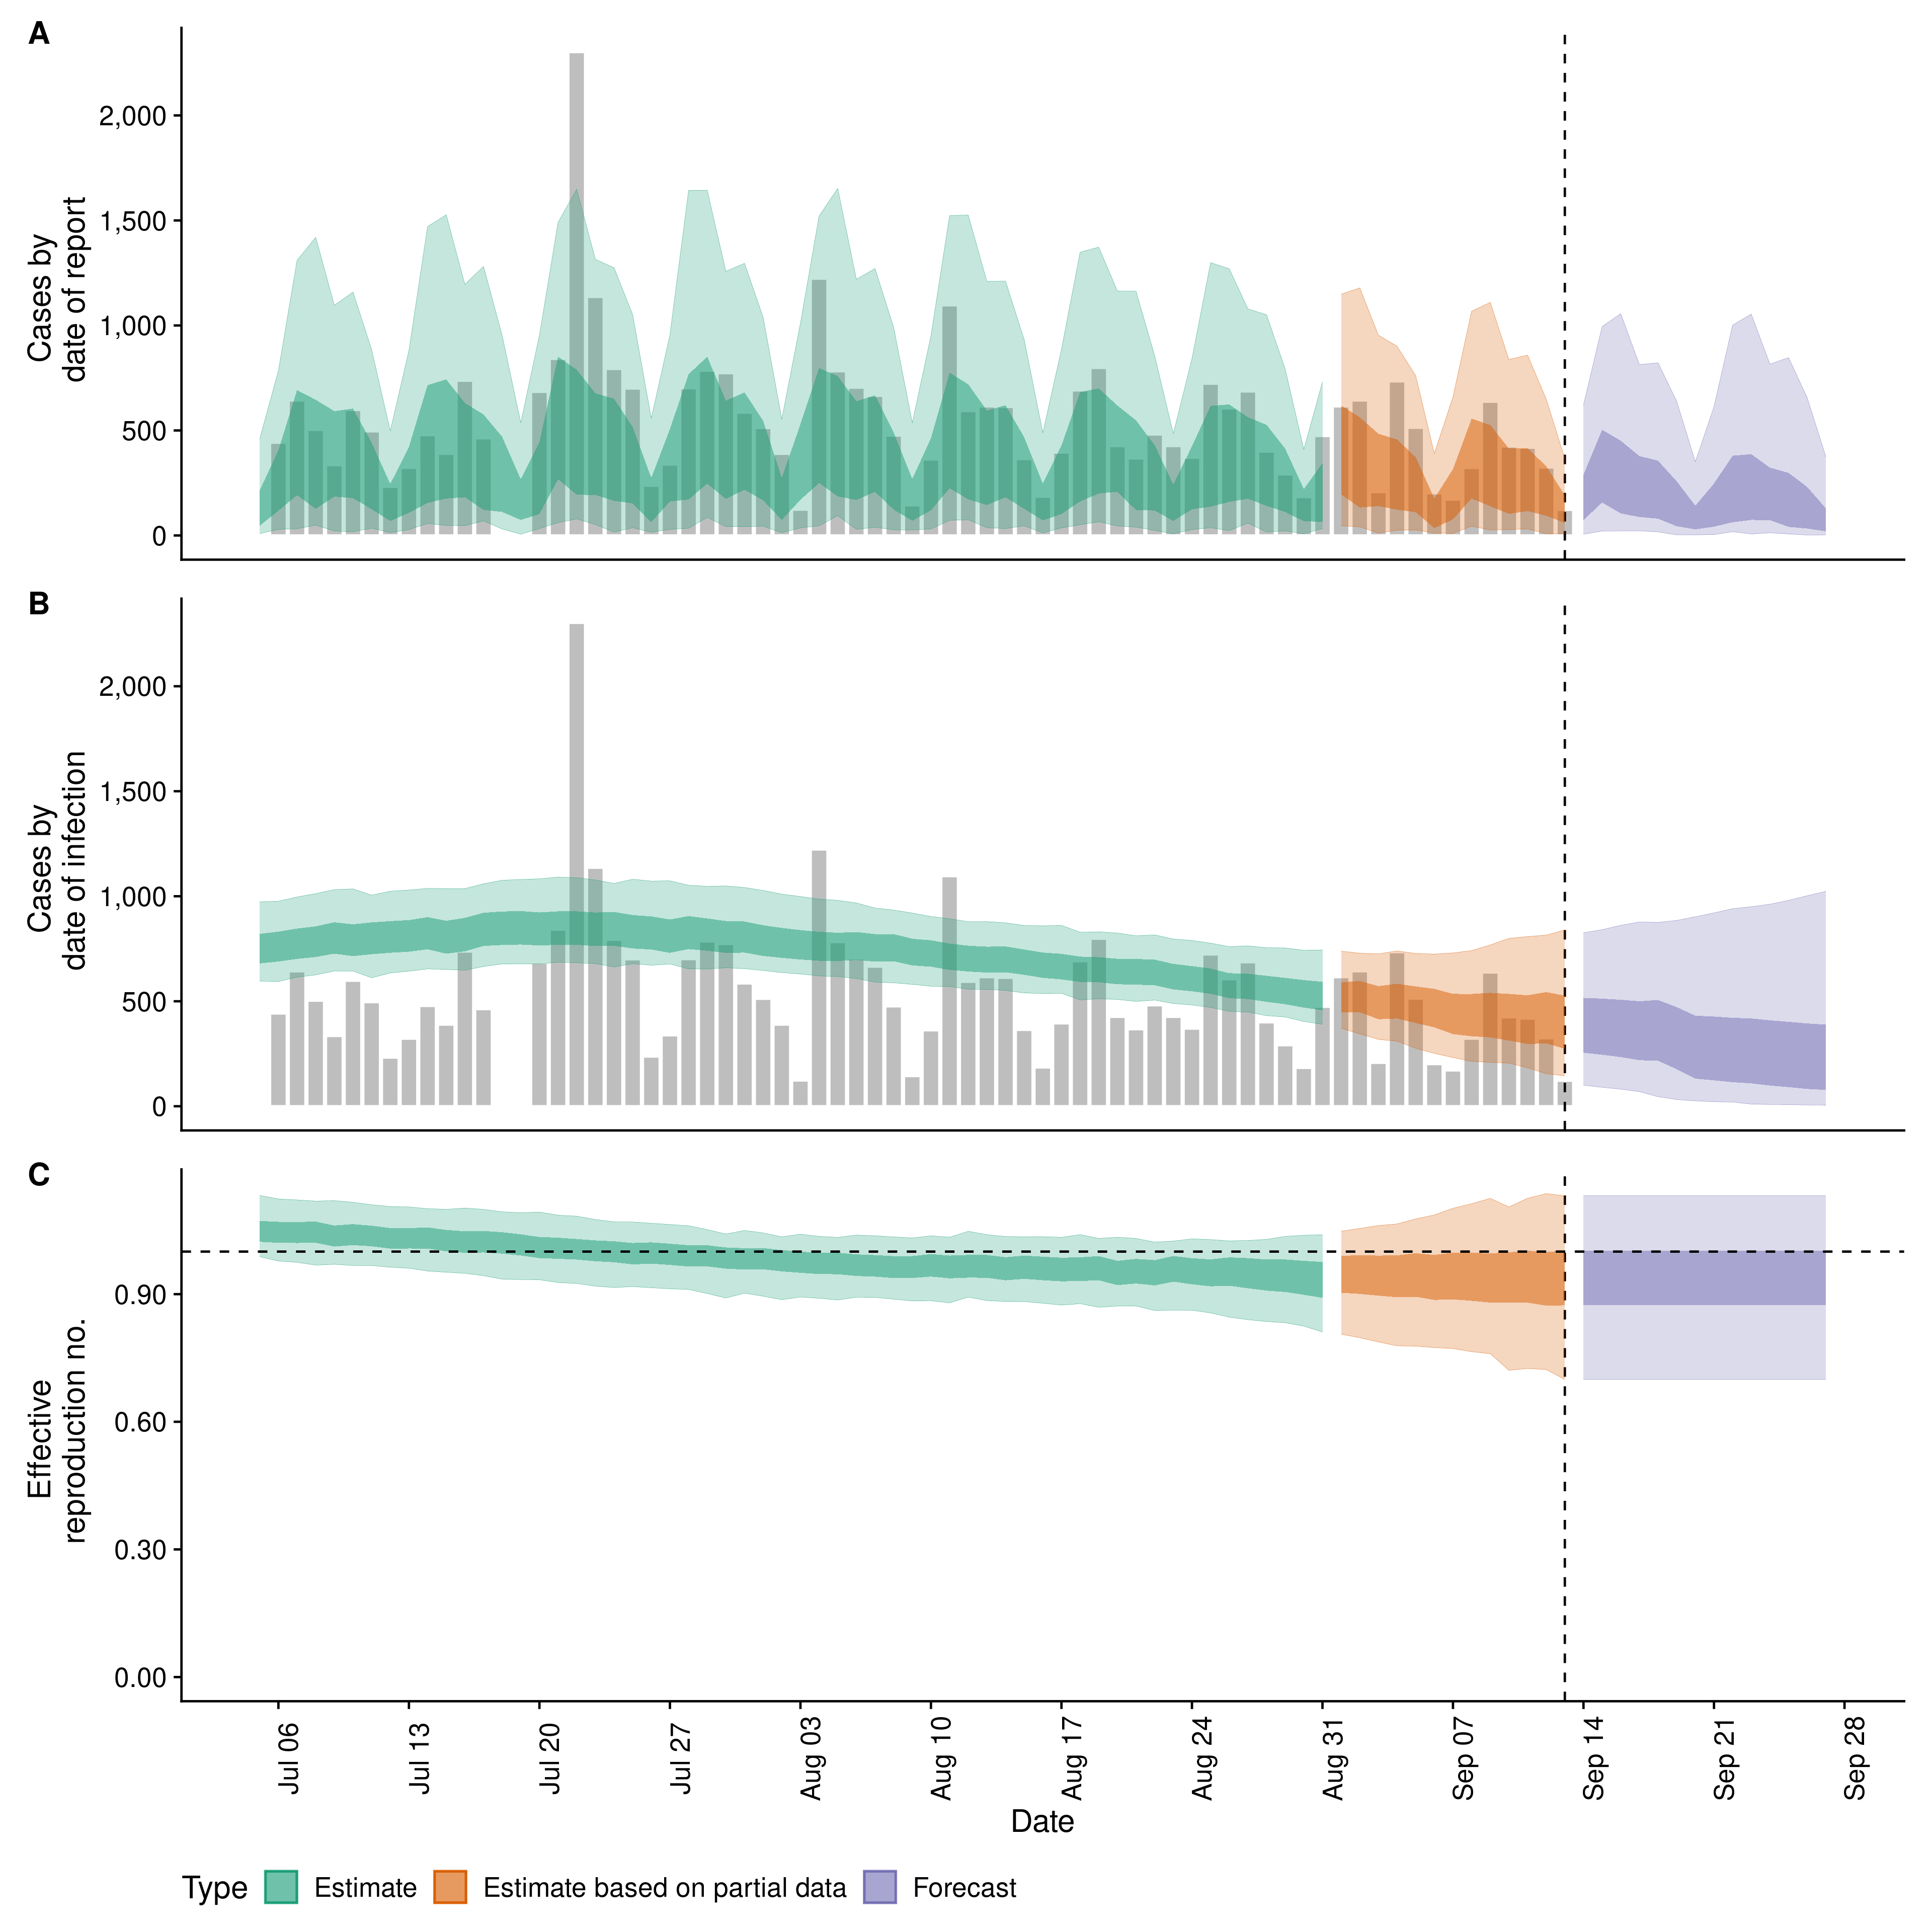 A
Cases by
date of report
2,000
1,500
1,000
500
0
B
Cases by
date of infection
2,000
1,500
1,000
500
0
C
Effective
reproduction no.
0.90
0.60
0.30
0.00
Jul 06
Jul 13
Jul 20
Jul 27
Aug 03
Aug 10
Aug 17
Aug 24
Aug 31
Sep 07
Sep 14
Sep 21
Sep 28
Date
Type Estimate Estimate based on partial data Forecast